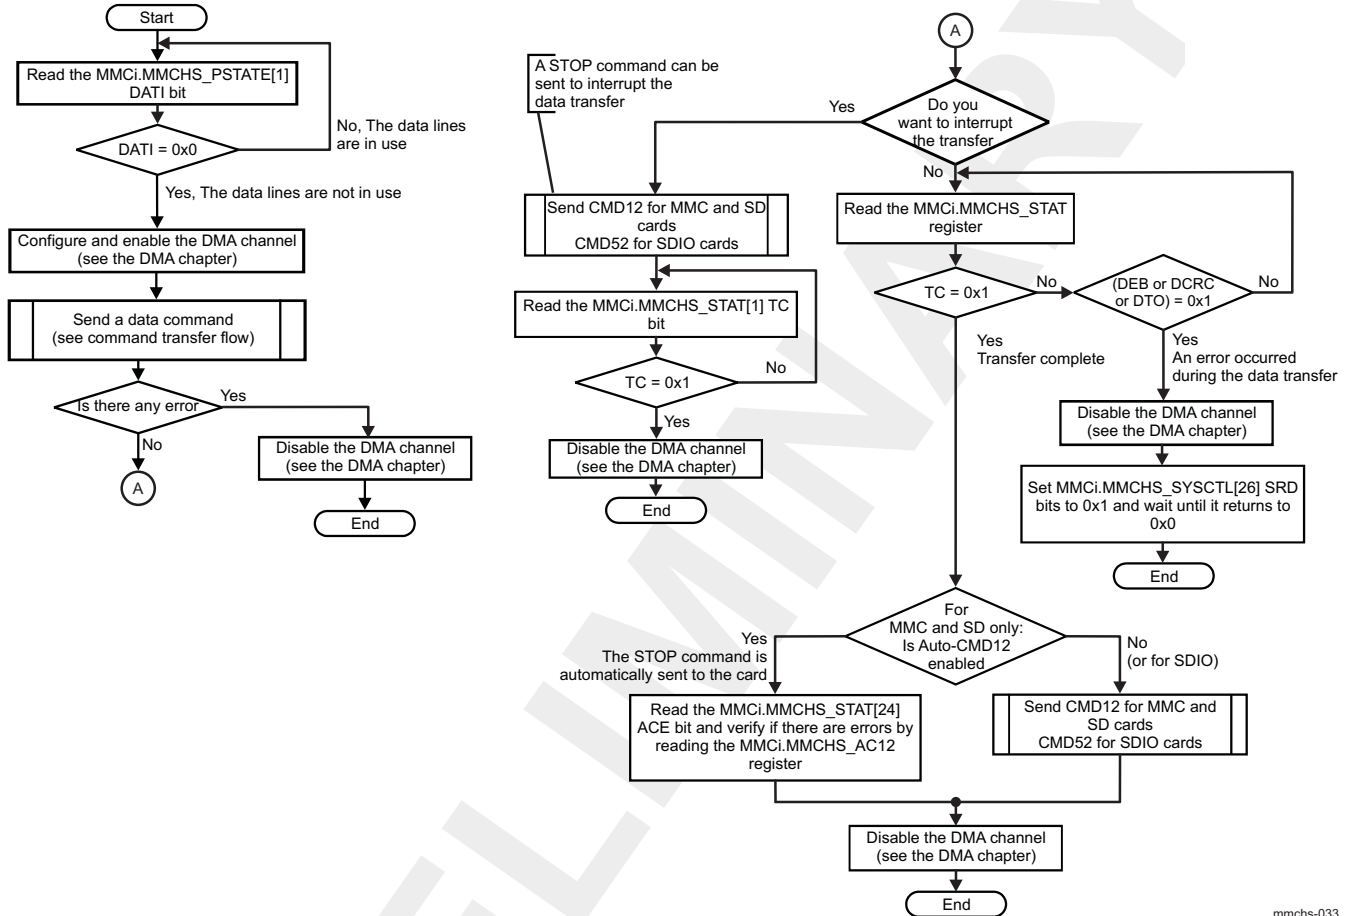 Start
Read the MMCi.MMCHS_PSTATE[1]
DATI bit
DATI = 0x0
No, The data lines
are in use
Yes, The data lines are not in use
Configure and enable the DMA channel
(see the DMA chapter)
Send a data command
(see command transfer flow)
Is there any error
Yes
No
A
Disable the DMA channel
(see the DMA chapter)
End
A STOP command can be
sent to interrupt the
data transfer
A
Do you
want to interrupt
the transfer
Yes
No
Send CMD12 for MMC and SD
cards
CMD52 for SDIO cards
Read the MMCi.MMCHS_STAT[1] TC
bit
TC = 0x1
No
Yes
Disable the DMA channel
(see the DMA chapter)
End
Read the MMCi.MMCHS_STAT
register
TC = 0x1
No
(DEB or DCRC
or DTO) = 0x1
No
Yes
Transfer complete
Yes
An error occurred
during the data transfer
Disable the DMA channel
(see the DMA chapter)
Set MMCi.MMCHS_SYSCTL[26] SRD
bits to 0x1 and wait until it returns to
0x0
End
For
MMC and SD only:
Is Auto-CMD12
enabled
Yes
The STOP command is
automatically sent to the card
No
(or for SDIO)
Read the MMCi.MMCHS_STAT[24]
ACE bit and verify if there are errors by
reading the MMCi.MMCHS_AC12
register
Send CMD12 for MMC and
SD cards
CMD52 for SDIO cards
Disable the DMA channel
(see the DMA chapter)
End
mmchs-033
ELIMINARY